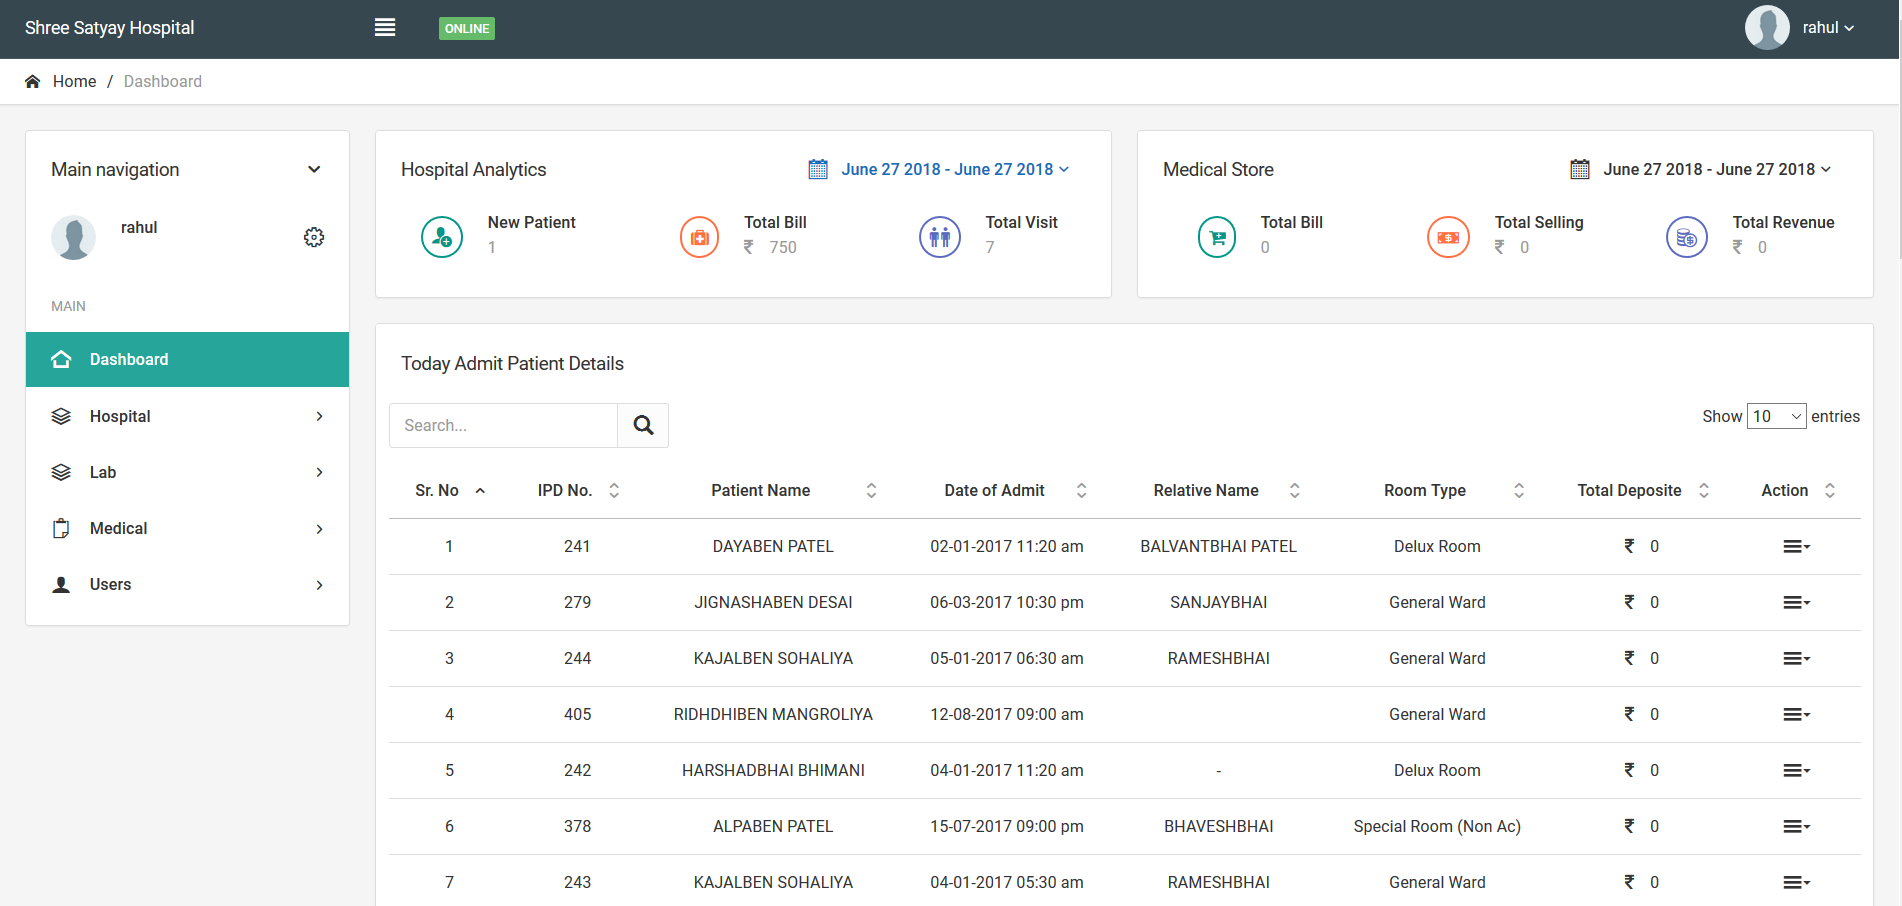 Shree Satyay Hospital
ONLINE
rahul
Home / Dashboard
Main navigation
rahul
MAIN
Dashboard
Hospital
Lab
Medical
Users
Hospital Analytics
June 27 2018 - June 27 2018
New Patient
1
Total Bill
₹ 750
Total Visit
7
Medical Store
June 27 2018 - June 27 2018
Total Bill
0
Total Selling
₹ 0
Total Revenue
₹ 0
Today Admit Patient Details
Search...
Show 10 entries
Sr. No IPD No. Patient Name Date of Admit Relative Name Room Type Total Deposite Action
1 241 DAYABEN PATEL 02-01-2017 11:20 am BALVANTBHAI PATEL Delux Room ₹ 0
2 279 JIGNASHABEN DESAI 06-03-2017 10:30 pm SANJAYBHAI General Ward ₹ 0
3 244 KAJALBEN SOHALIYA 05-01-2017 06:30 am RAMESHBHAI General Ward ₹ 0
4 405 RIDHDHIBEN MANGROLIYA 12-08-2017 09:00 am General Ward ₹ 0
5 242 HARSHADBHAI BHIMANI 04-01-2017 11:20 am - Delux Room ₹ 0
6 378 ALPABEN PATEL 15-07-2017 09:00 pm BHAVESHBHAI Special Room (Non Ac) ₹ 0
7 243 KAJALBEN SOHALIYA 04-01-2017 05:30 am RAMESHBHAI General Ward ₹ 0